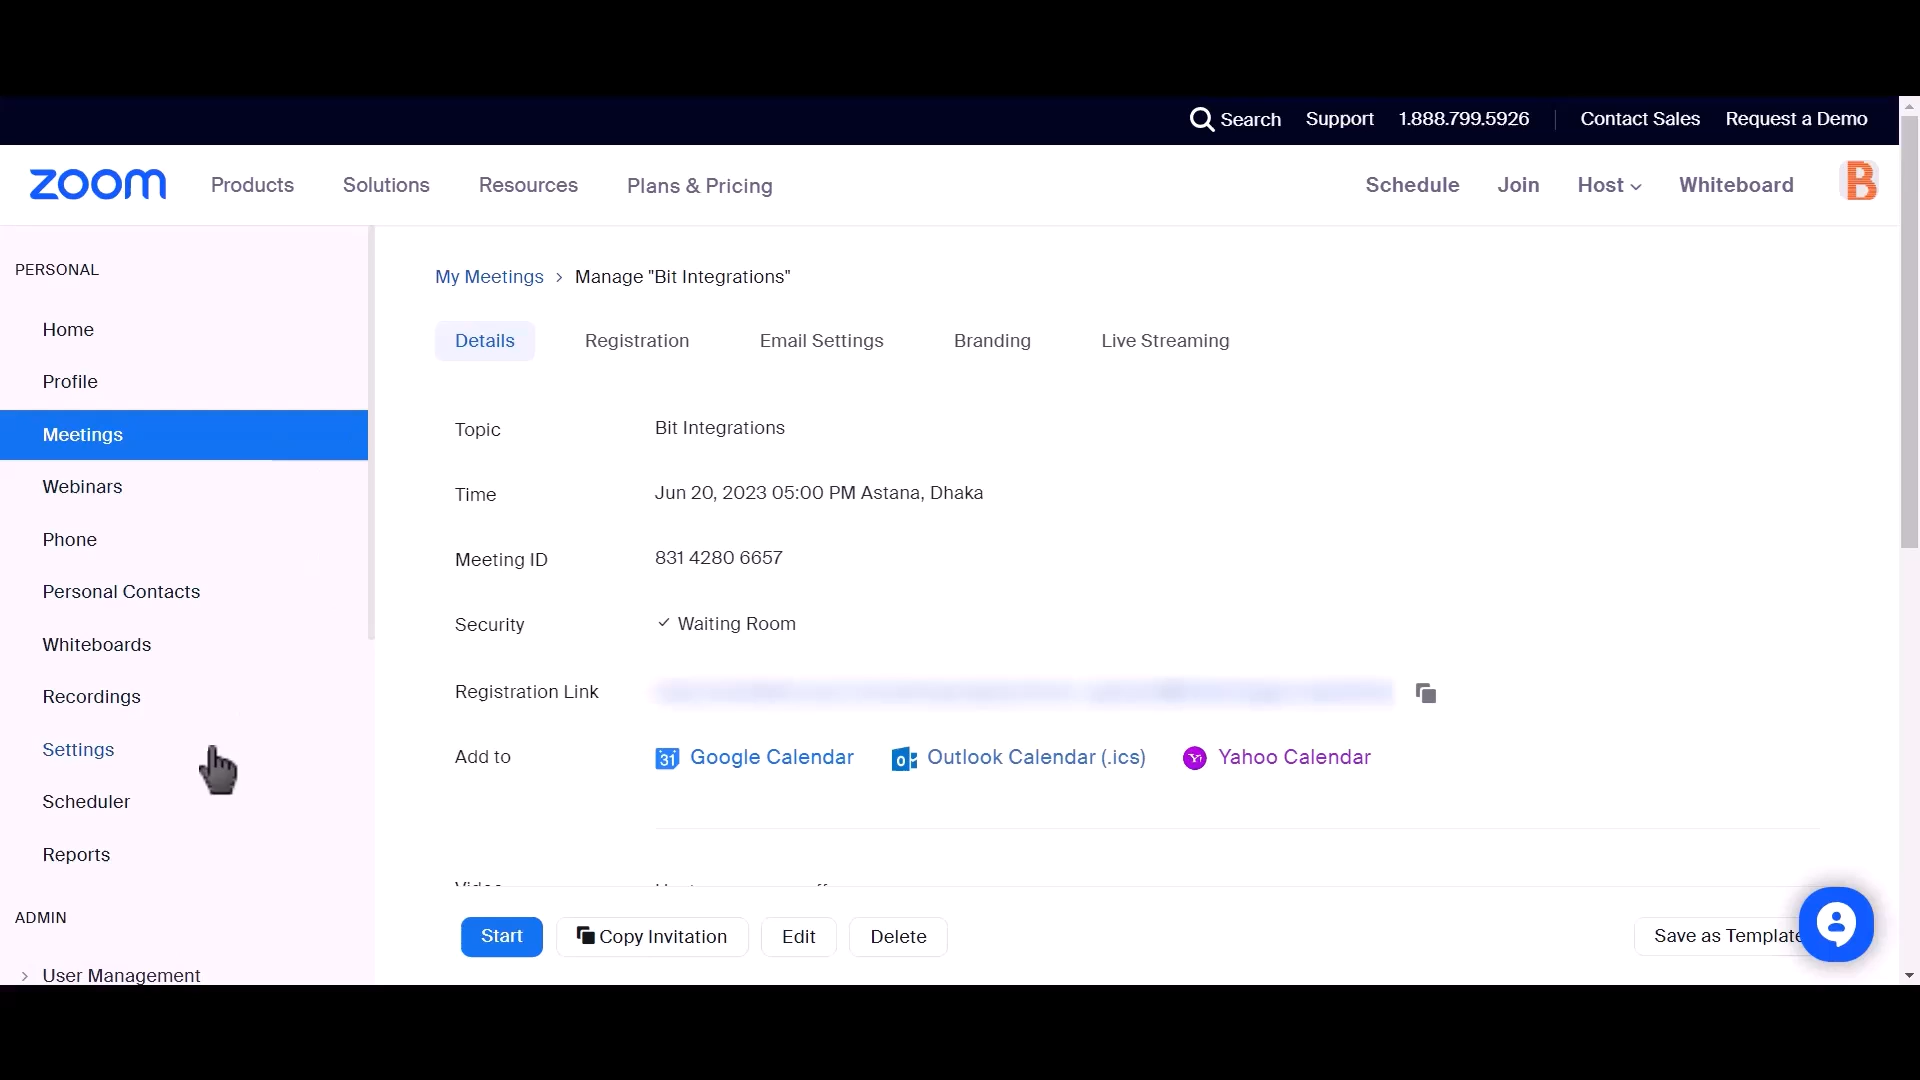 Search Support 1.888.799.5926 Contact Sales Request a Demo
zoom Products Solutions Resources Plans & Pricing Schedule Join Host Whiteboard B
PERSONAL
Home
Profile
Meetings
Webinars
Phone
Personal Contacts
Whiteboards
Recordings
Settings
Scheduler
Reports
ADMIN
User Management
My Meetings > Manage "Bit Integrations"
Details Registration Email Settings Branding Live Streaming
Topic Bit Integrations
Time Jun 20, 2023 05:00 PM Astana, Dhaka
Meeting ID 831 4280 6657
Security Waiting Room
Registration Link
Add to 31 Google Calendar Outlook Calendar (.ics) Yahoo Calendar
Start Copy Invitation Edit Delete Save as Template